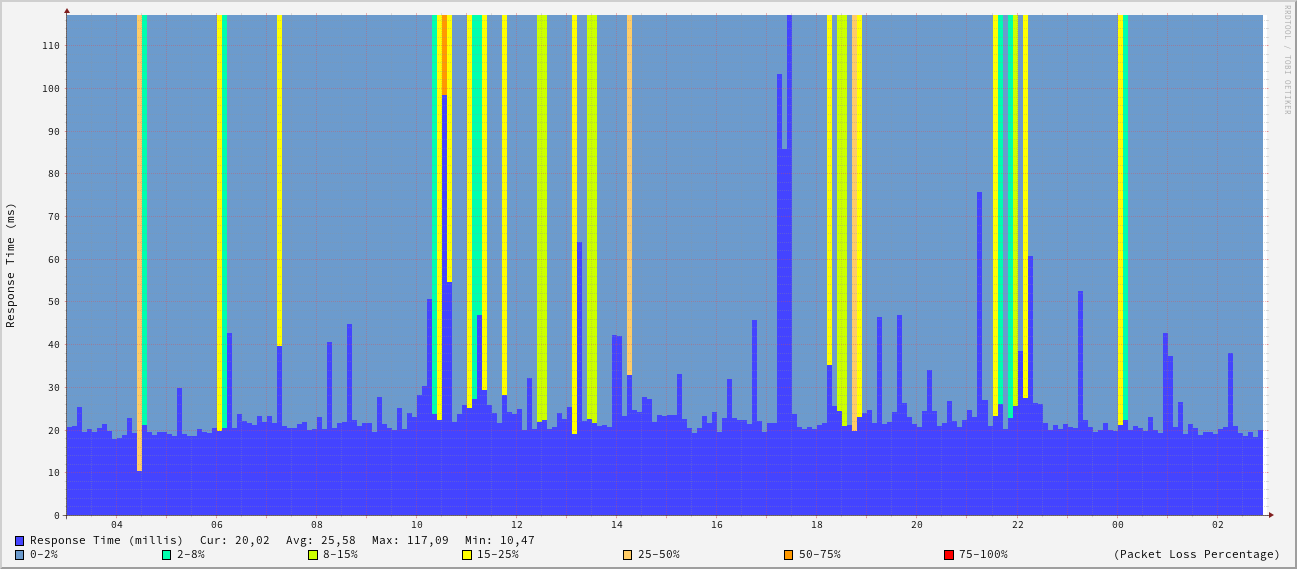 RRDTOOL / TOBI OETIKER
Response Time (ms)
110
100
90
80
70
60
50
40
30
20
10
0
04 06 08 10 12 14 16 18 20 22 00 02
Response Time (millis) Cur: 20,02 Avg: 25,58 Max: 117,09 Min: 10,47
0-2% 2-8% 8-15% 15-25% 25-50% 50-75% 75-100% (Packet Loss Percentage)